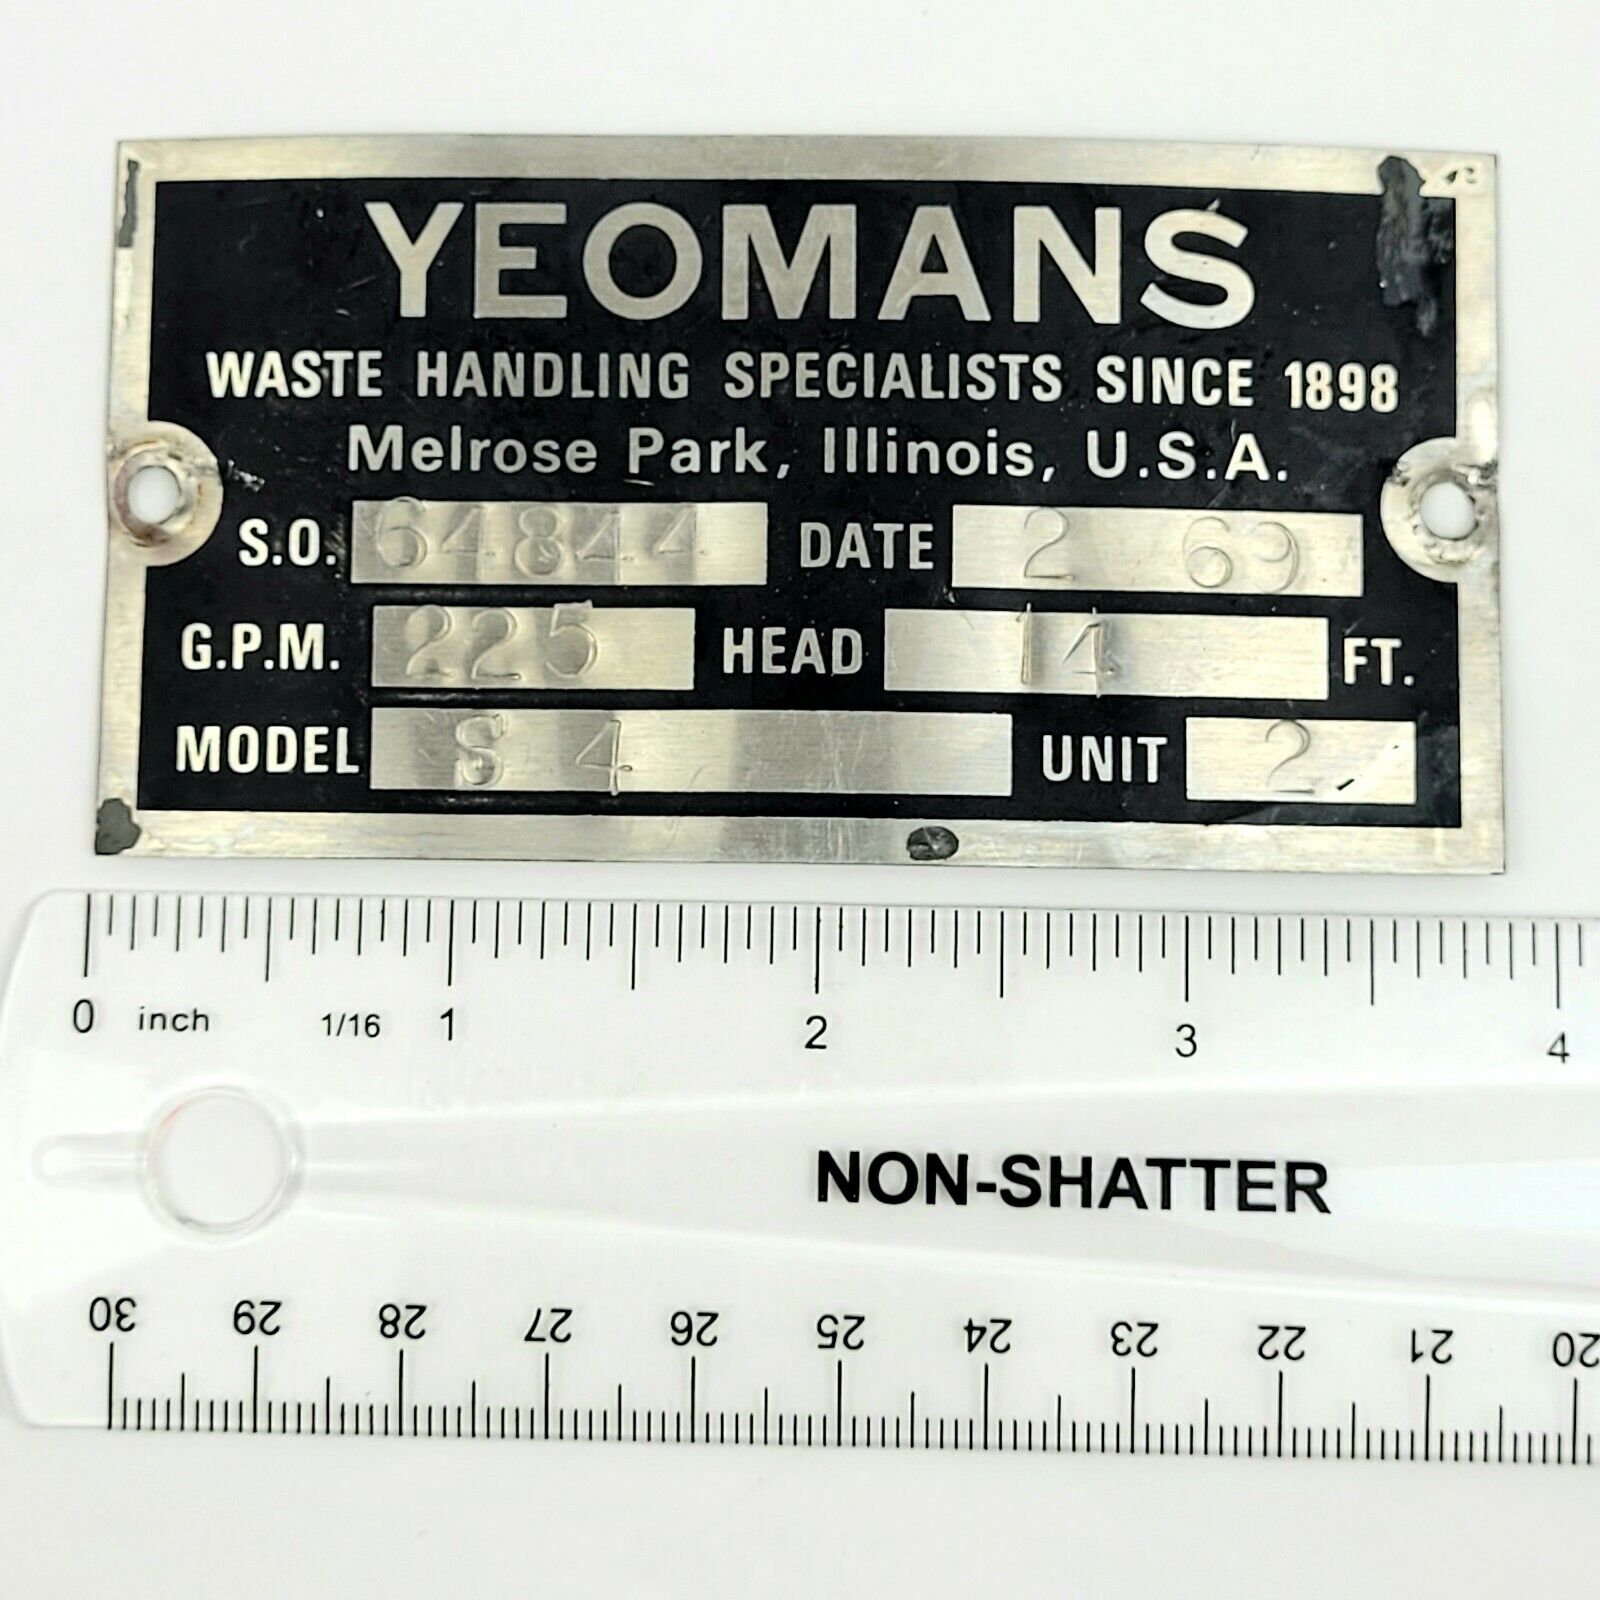 YEOMANS
WASTE HANDLING SPECIALISTS SINCE 1898
Melrose Park, Illinois, U.S.A.
S.O. 64844 DATE 2 69
G.P.M. 225 HEAD 14 FT.
MODEL S 4 UNIT 2
0 inch 1/16 1 2 3 4
NON-SHATTER
30 29 28 27 26 25 24 23 22 21 20